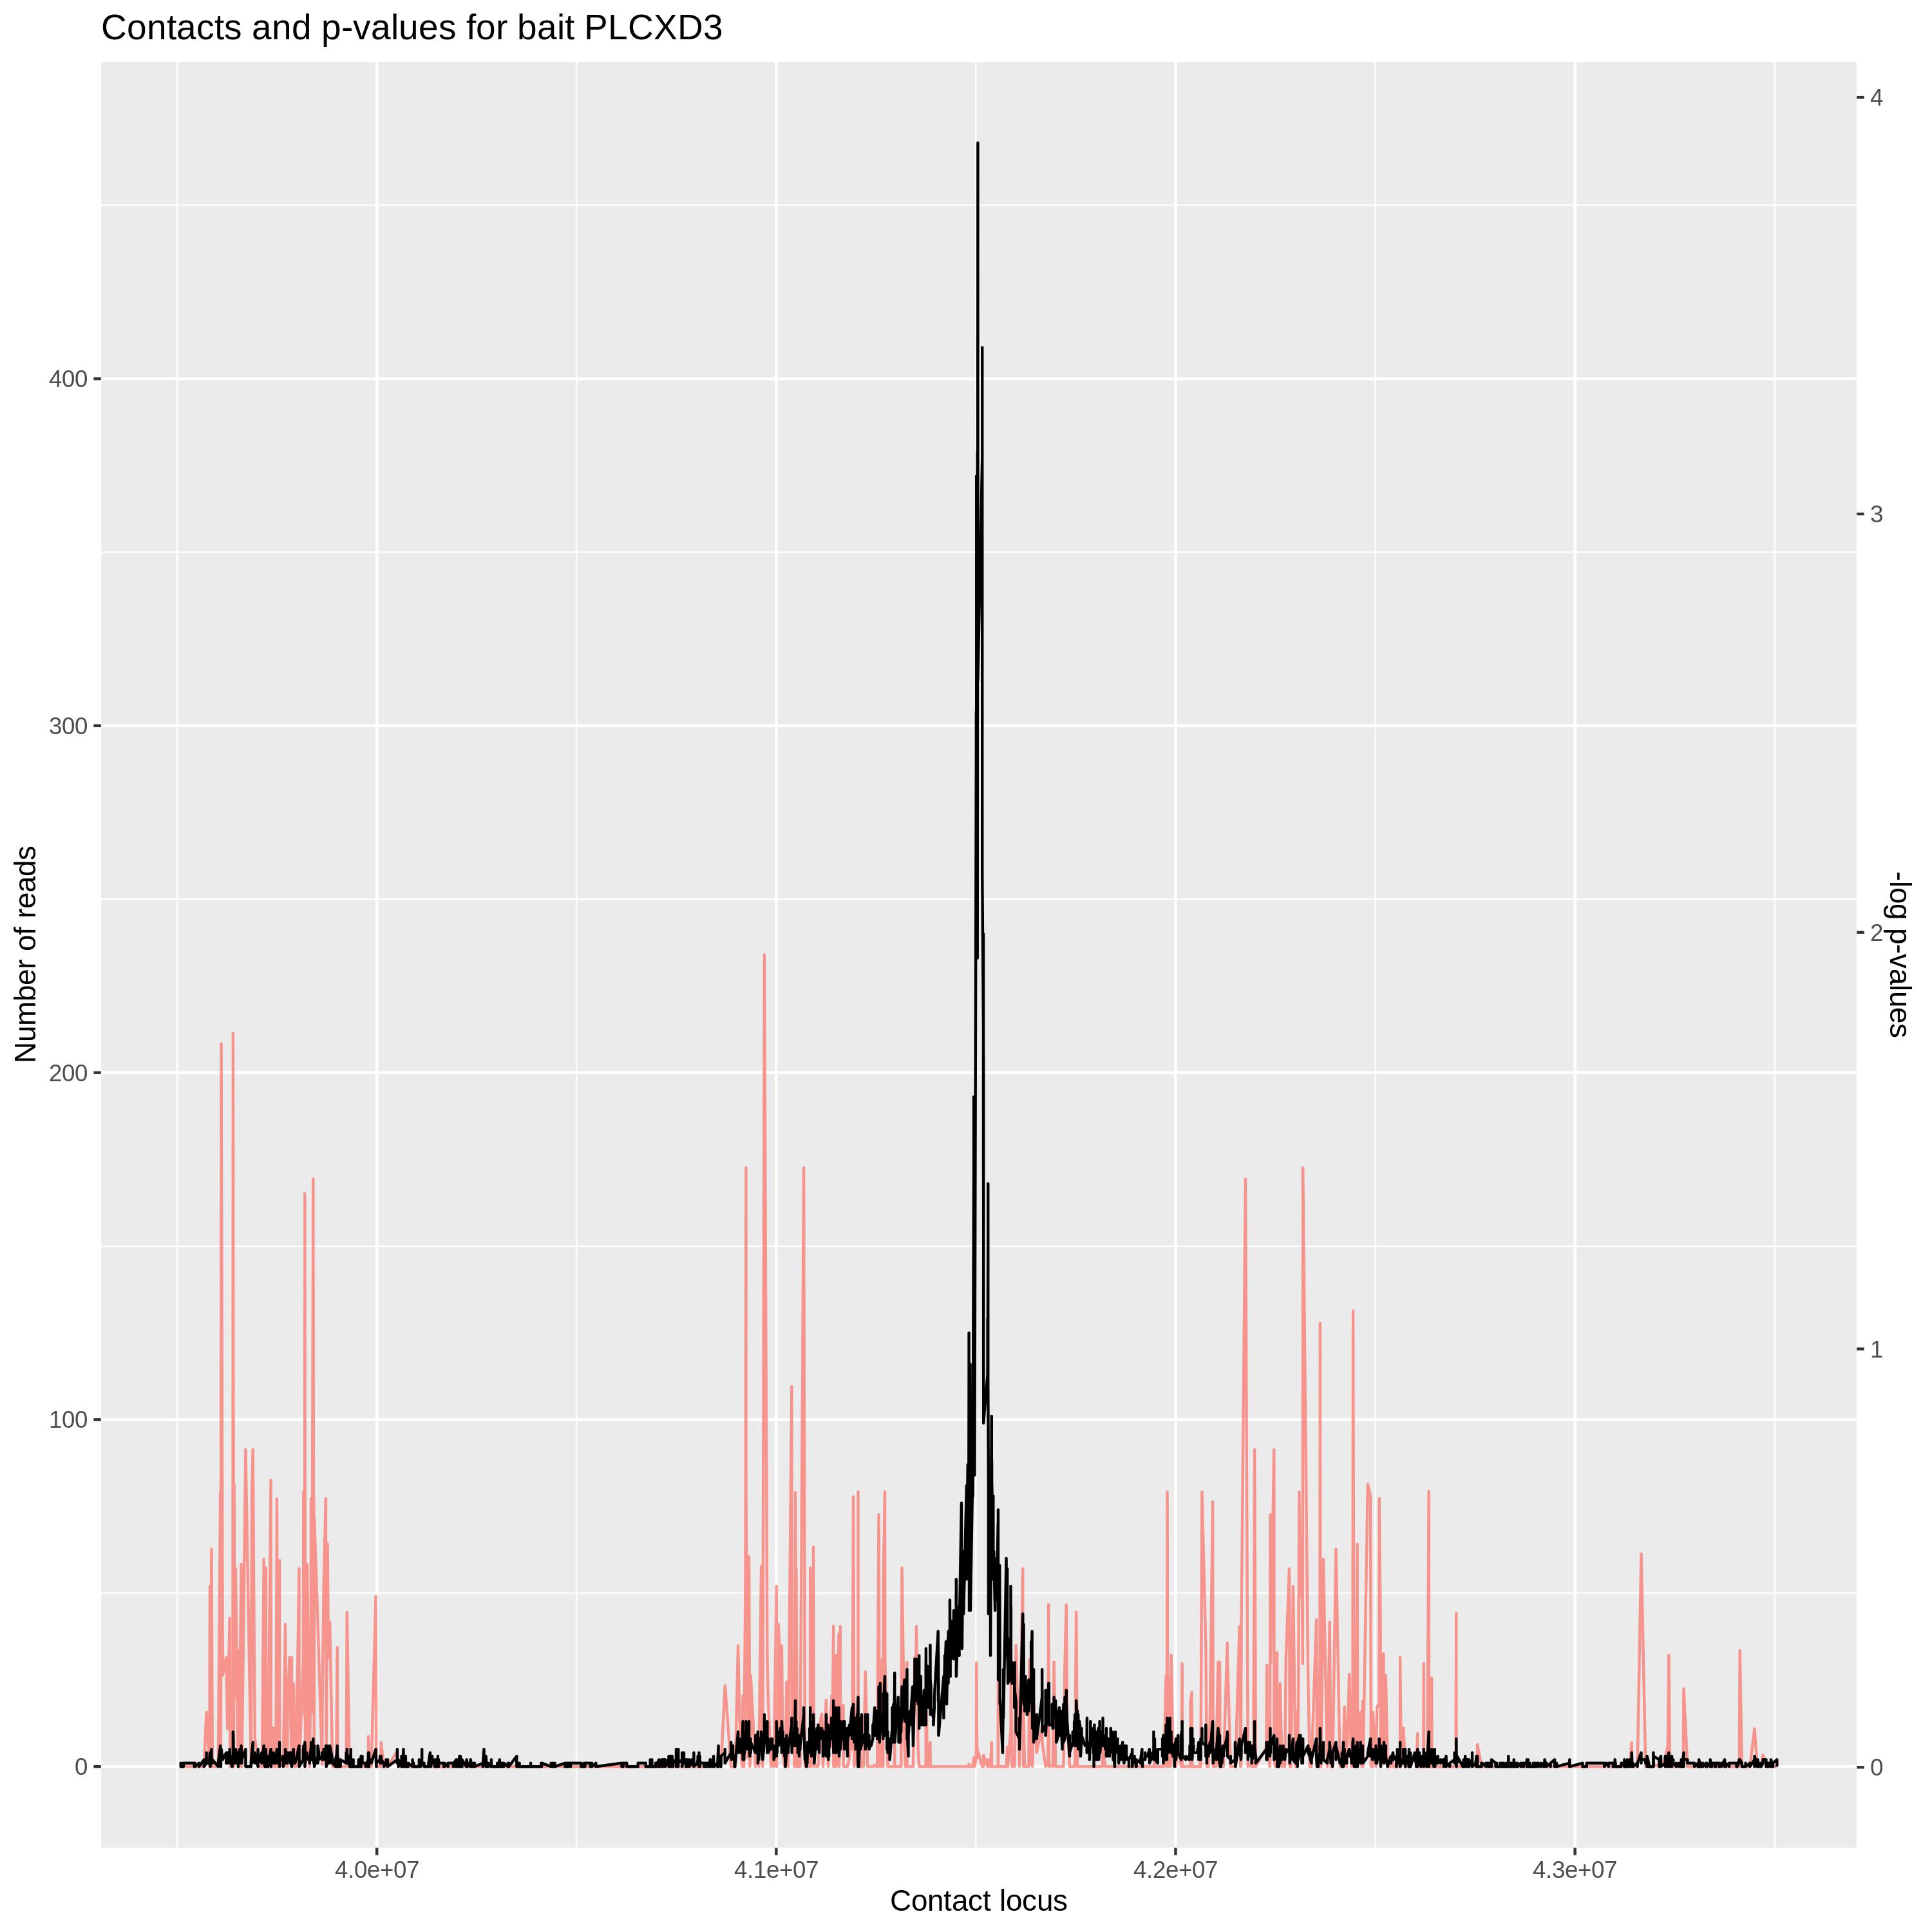 Contacts and p-values for bait PLCXD3
Number of reads
400
300
200
100
0
4
3
2
1
0
-log p-values
4.0e+07
4.1e+07
4.2e+07
4.3e+07
Contact locus